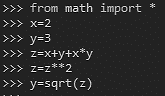 >>> from math import *
>>> x=2
>>> y=3
>>> z=x+y+x*y
>>> z=z**2
>>> y=sqrt(z)
>>>